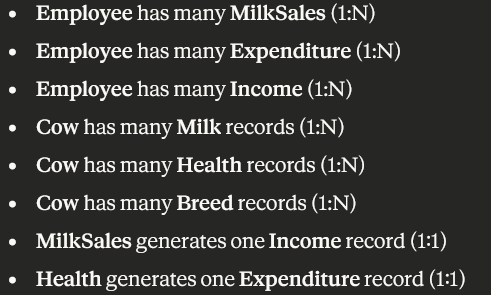 • Employee has many MilkSales (1:N)
• Employee has many Expenditure (1:N)
• Employee has many Income (1:N)
• Cow has many Milk records (1:N)
• Cow has many Health records (1:N)
• Cow has many Breed records (1:N)
• MilkSales generates one Income record (1:1)
• Health generates one Expenditure record (1:1)